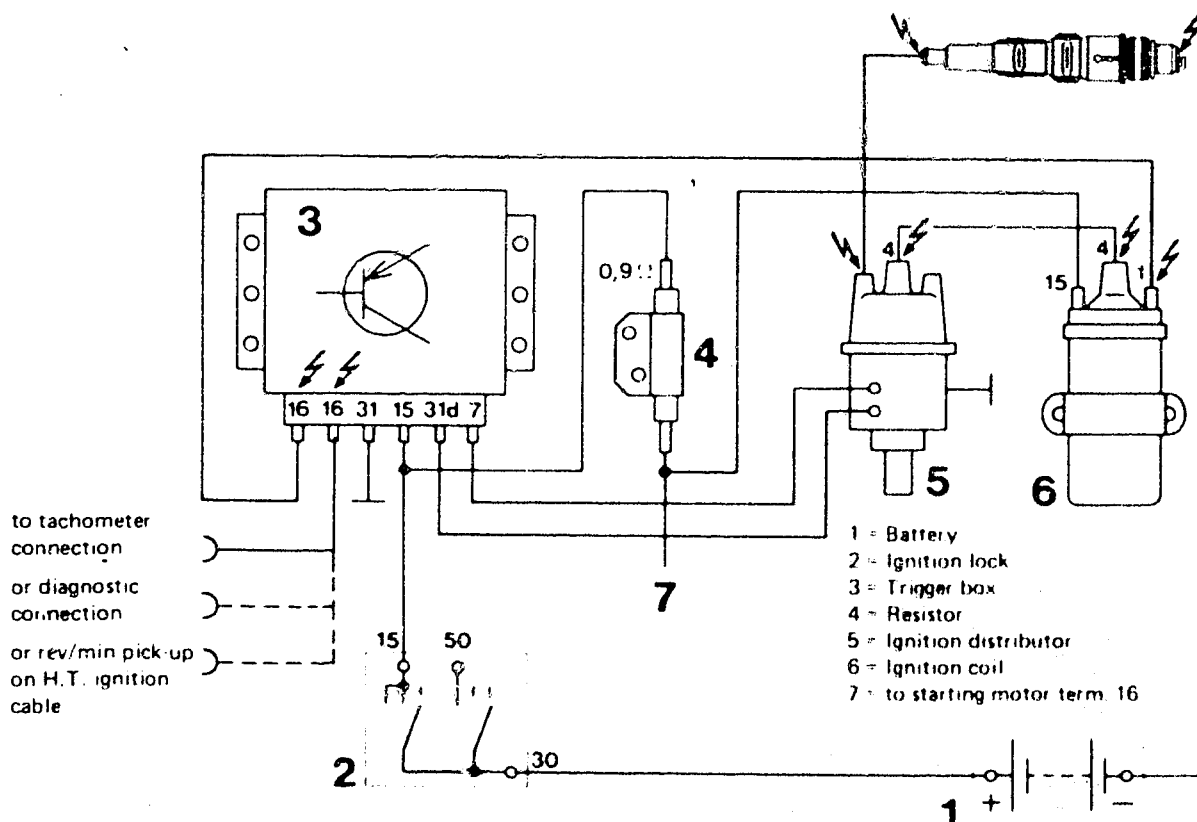 3
0,9 Ω
4
4
4
15
1
16 16 31 15 31d 7
5
6
to tachometer
connection
or diagnostic
connection
or rev/min pick-up
on H.T. ignition
cable
7
1 = Battery
2 = Ignition lock
3 = Trigger box
4 = Resistor
5 = Ignition distributor
6 = Ignition coil
7 = to starting motor term. 16
15 50
2
30
1
+ −